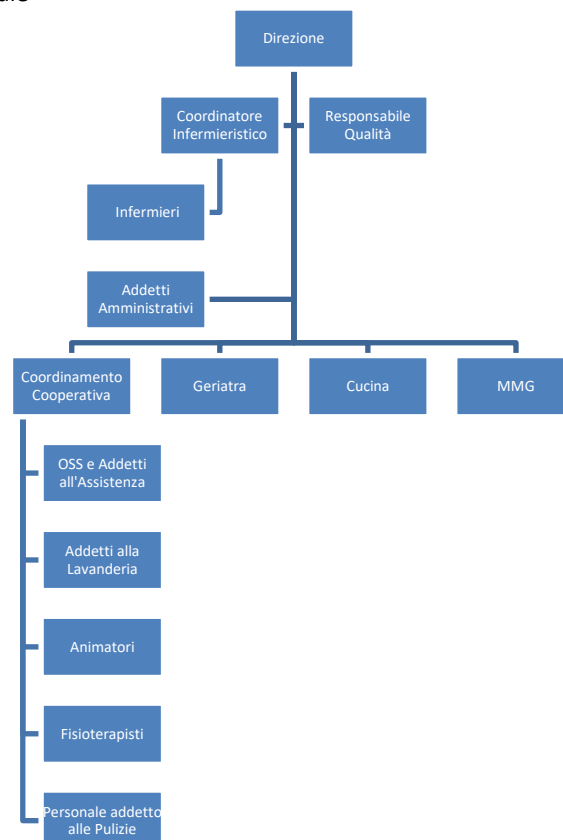 Direzione
Coordinatore
Infermieristico
Responsabile
Qualità
Infermieri
Addetti
Amministrativi
Coordinamento
Cooperativa
Geriatra
Cucina
MMG
OSS e Addetti
all'Assistenza
Addetti alla
Lavanderia
Animatori
Fisioterapisti
Personale addetto
alle Pulizie